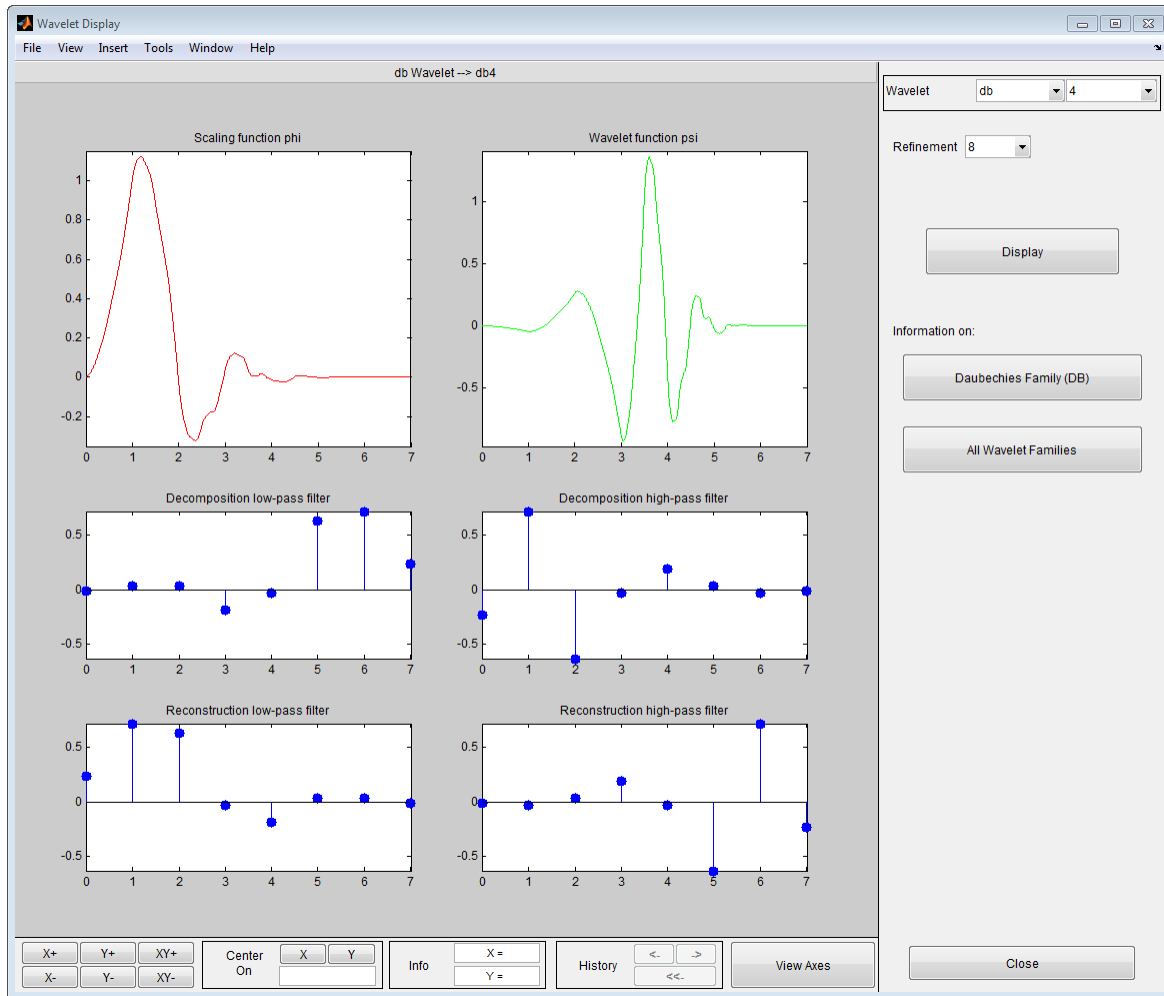 Wavelet Display
File View Insert Tools Window Help
db Wavelet --> db4
Scaling function phi
1
0.8
0.6
0.4
0.2
0
-0.2
0 1 2 3 4 5 6 7
Wavelet function psi
1
0.5
0
-0.5
0 1 2 3 4 5 6 7
Decomposition low-pass filter
0.5
0
-0.5
0 1 2 3 4 5 6 7
Decomposition high-pass filter
0.5
0
-0.5
0 1 2 3 4 5 6 7
Reconstruction low-pass filter
0.5
0
-0.5
0 1 2 3 4 5 6 7
Reconstruction high-pass filter
0.5
0
-0.5
0 1 2 3 4 5 6 7
Wavelet db 4
Refinement 8
Display
Information on:
Daubechies Family (DB)
All Wavelet Families
X+ Y+ XY+
X- Y- XY-
Center
On
X Y
Info
X =
Y =
History
<- ->
<<-
View Axes
Close